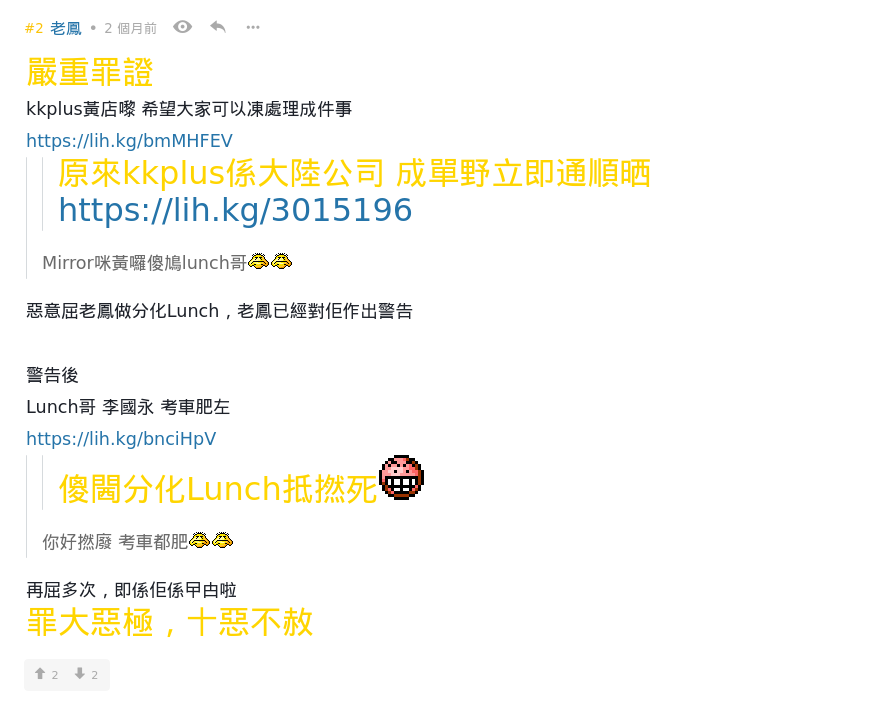 #2 老鳳 • 2 個月前
嚴重罪證
kkplus黃店嚟 希望大家可以凍處理成件事
https://lih.kg/bmMHFEV
原來kkplus係大陸公司 成單野立即通順晒
https://lih.kg/3015196
Mirror咪黃囉傻鳩lunch哥
惡意屈老鳳做分化Lunch，老鳳已經對佢作出警告
警告後
Lunch哥 李國永 考車肥左
https://lih.kg/bnciHpV
傻閪分化Lunch抵撚死
你好撚廢 考車都肥
再屈多次，即係佢係曱甴啦
罪大惡極，十惡不赦
2 2